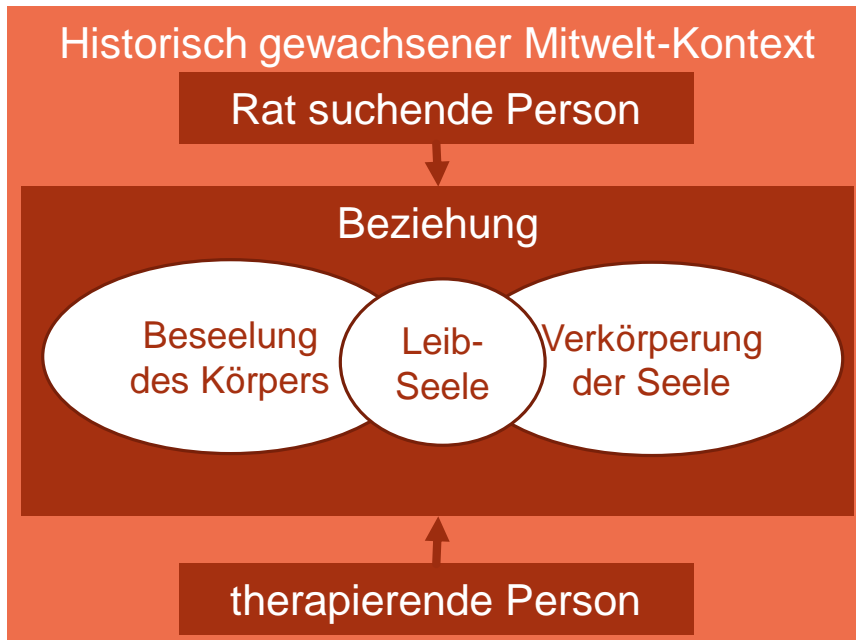 Historisch gewachsener Mitwelt-Kontext
Rat suchende Person
Beziehung
Beseelung
des Körpers
Leib-
Seele
Verkörperung
der Seele
therapierende Person